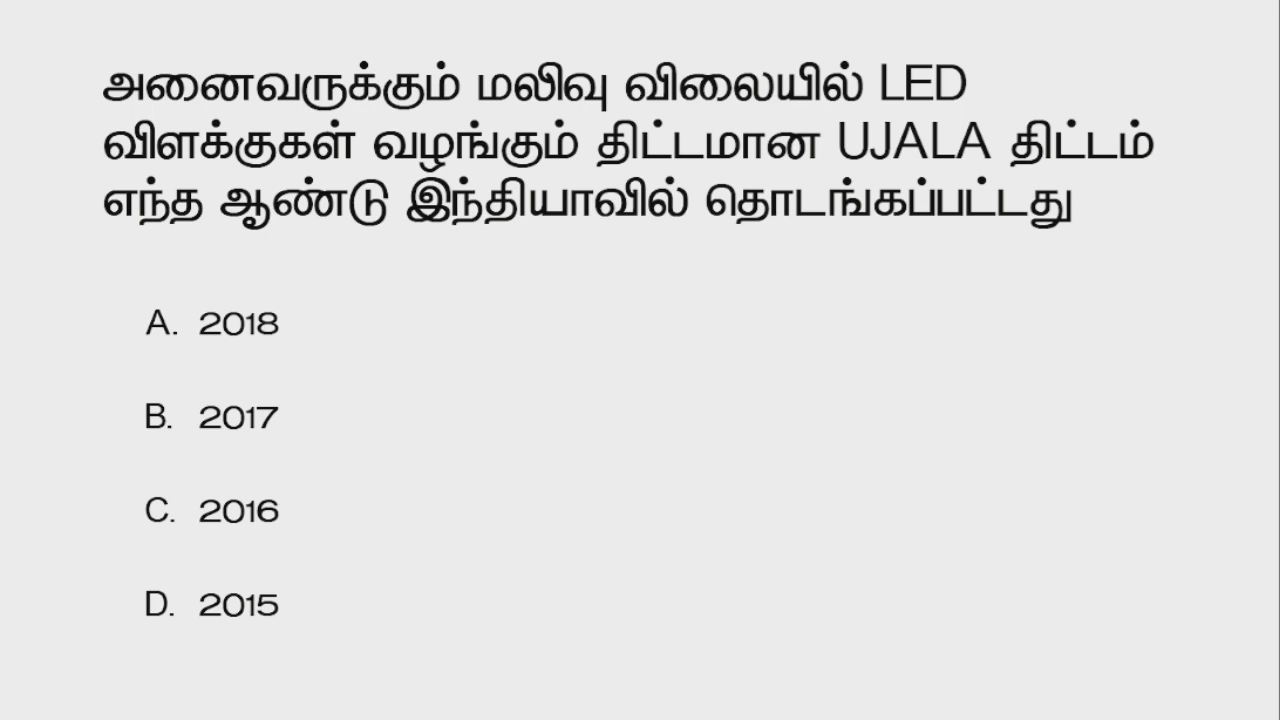 அனைவருக்கும் மலிவு விலையில் LED
விளக்குகள் வழங்கும் திட்டமான UJALA திட்டம்
எந்த ஆண்டு இந்தியாவில் தொடங்கப்பட்டது
A. 2018
B. 2017
C. 2016
D. 2015